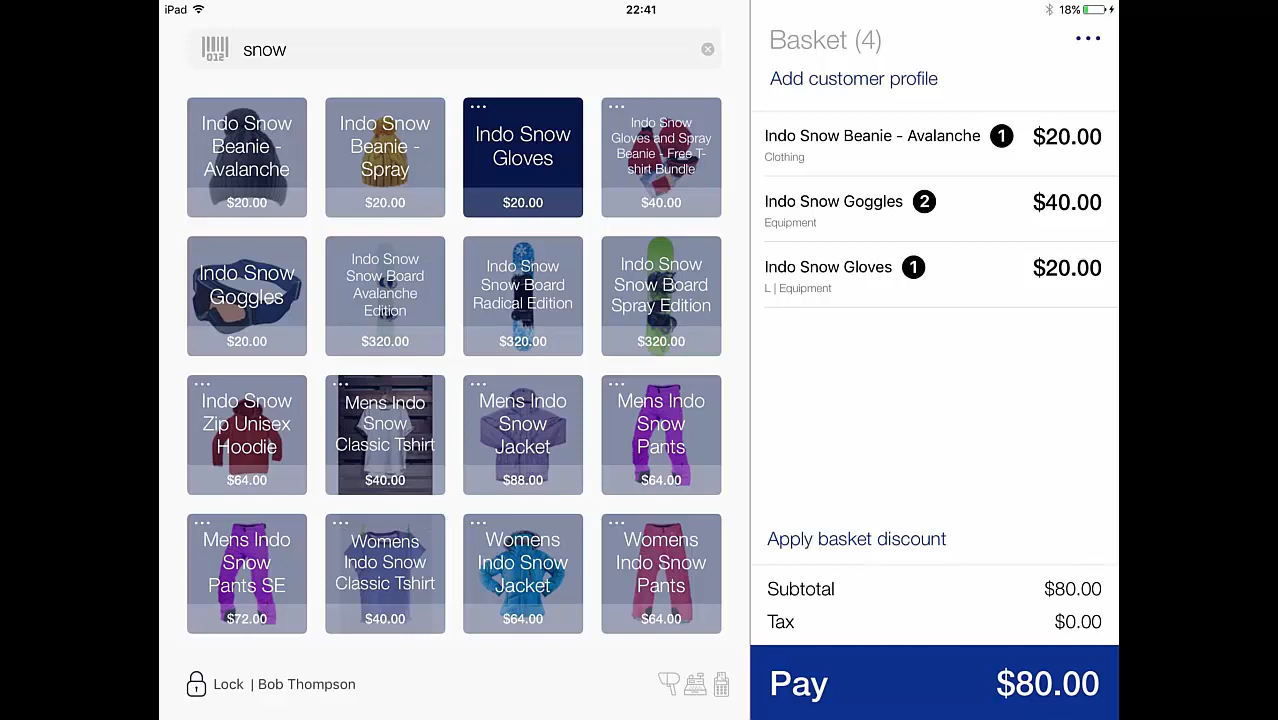 iPad
22:41
18%
012
snow
Indo Snow
Beanie -
Avalanche
$20.00
Indo Snow
Beanie -
Spray
$20.00
Indo Snow
Gloves
$20.00
Indo Snow
Gloves and Spray
Beanie - Free T-
shirt Bundle
$40.00
Indo Snow
Goggles
$20.00
Indo Snow
Snow Board
Avalanche
Edition
$320.00
Indo Snow
Snow Board
Radical Edition
$320.00
Indo Snow
Snow Board
Spray Edition
$320.00
Indo Snow
Zip Unisex
Hoodie
$64.00
Mens Indo
Snow
Classic Tshirt
$40.00
Mens Indo
Snow
Jacket
$88.00
Mens Indo
Snow
Pants
$64.00
Mens Indo
Snow
Pants SE
$72.00
Womens
Indo Snow
Classic Tshirt
$40.00
Womens
Indo Snow
Jacket
$64.00
Womens
Indo Snow
Pants
$64.00
Lock | Bob Thompson
Basket (4)
Add customer profile
Indo Snow Beanie - Avalanche 1 $20.00
Clothing
Indo Snow Goggles 2 $40.00
Equipment
Indo Snow Gloves 1 $20.00
L | Equipment
Apply basket discount
Subtotal $80.00
Tax $0.00
Pay $80.00